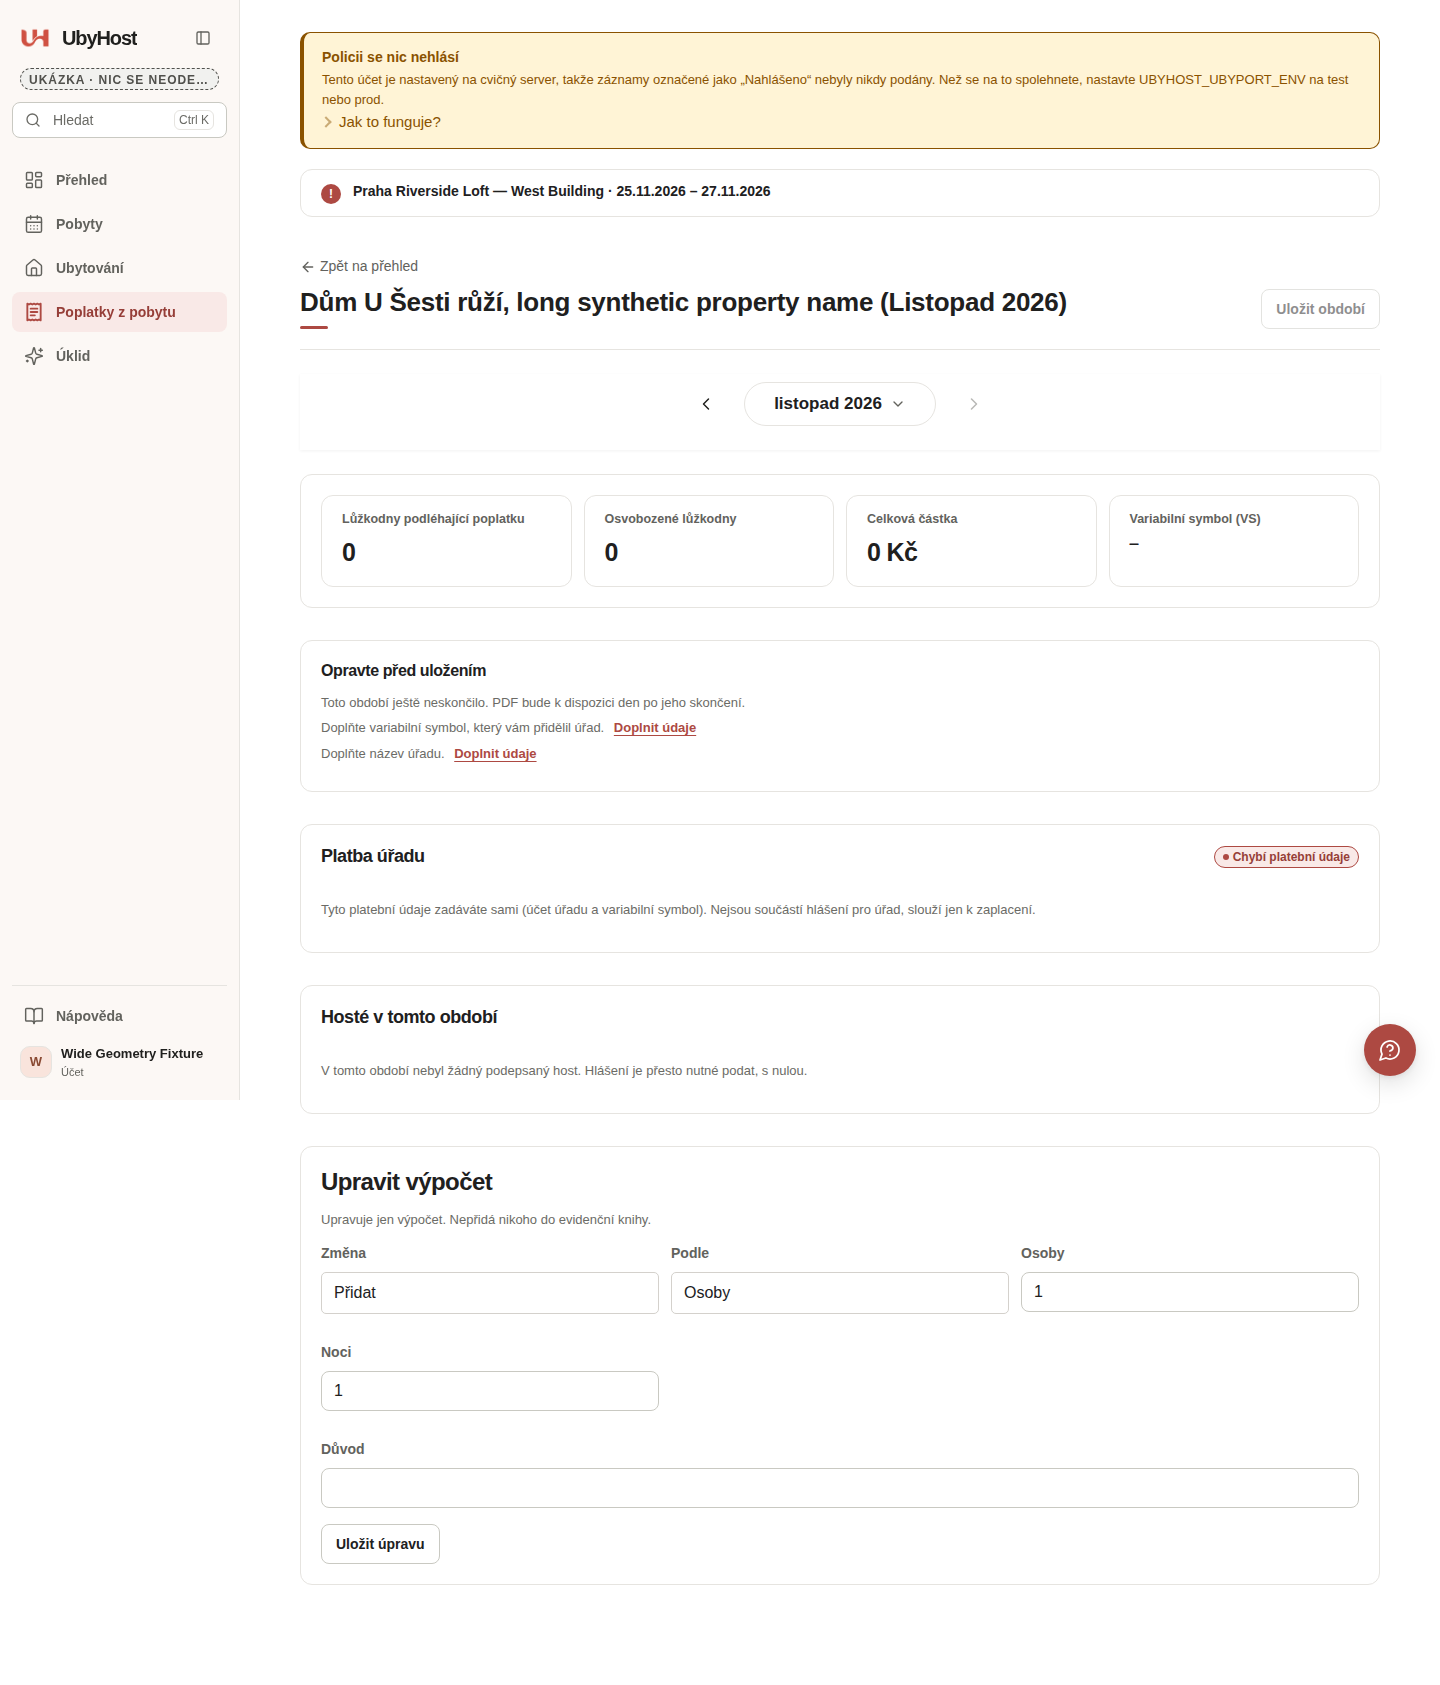 UbyHost
UKÁZKA · NIC SE NEODE…
Hledat
Ctrl K
Přehled
Pobyty
Ubytování
Poplatky z pobytu
Úklid
Nápověda
W
Wide Geometry Fixture
Účet
Policii se nic nehlásí
Tento účet je nastavený na cvičný server, takže záznamy označené jako „Nahlášeno“ nebyly nikdy podány. Než se na to spolehnete, nastavte UBYHOST_UBYPORT_ENV na test
nebo prod.
Jak to funguje?
! Praha Riverside Loft — West Building · 25.11.2026 – 27.11.2026
Zpět na přehled
Dům U Šesti růží, long synthetic property name (Listopad 2026)
Uložit období
listopad 2026
Lůžkodny podléhající poplatku
0
Osvobozené lůžkodny
0
Celková částka
0 Kč
Variabilní symbol (VS)
–
Opravte před uložením
Toto období ještě neskončilo. PDF bude k dispozici den po jeho skončení.
Doplňte variabilní symbol, který vám přidělil úřad. Doplnit údaje
Doplňte název úřadu. Doplnit údaje
Platba úřadu
Chybí platební údaje
Tyto platební údaje zadáváte sami (účet úřadu a variabilní symbol). Nejsou součástí hlášení pro úřad, slouží jen k zaplacení.
Hosté v tomto období
V tomto období nebyl žádný podepsaný host. Hlášení je přesto nutné podat, s nulou.
Upravit výpočet
Upravuje jen výpočet. Nepřidá nikoho do evidenční knihy.
Změna
Přidat
Podle
Osoby
Osoby
1
Noci
1
Důvod
Uložit úpravu